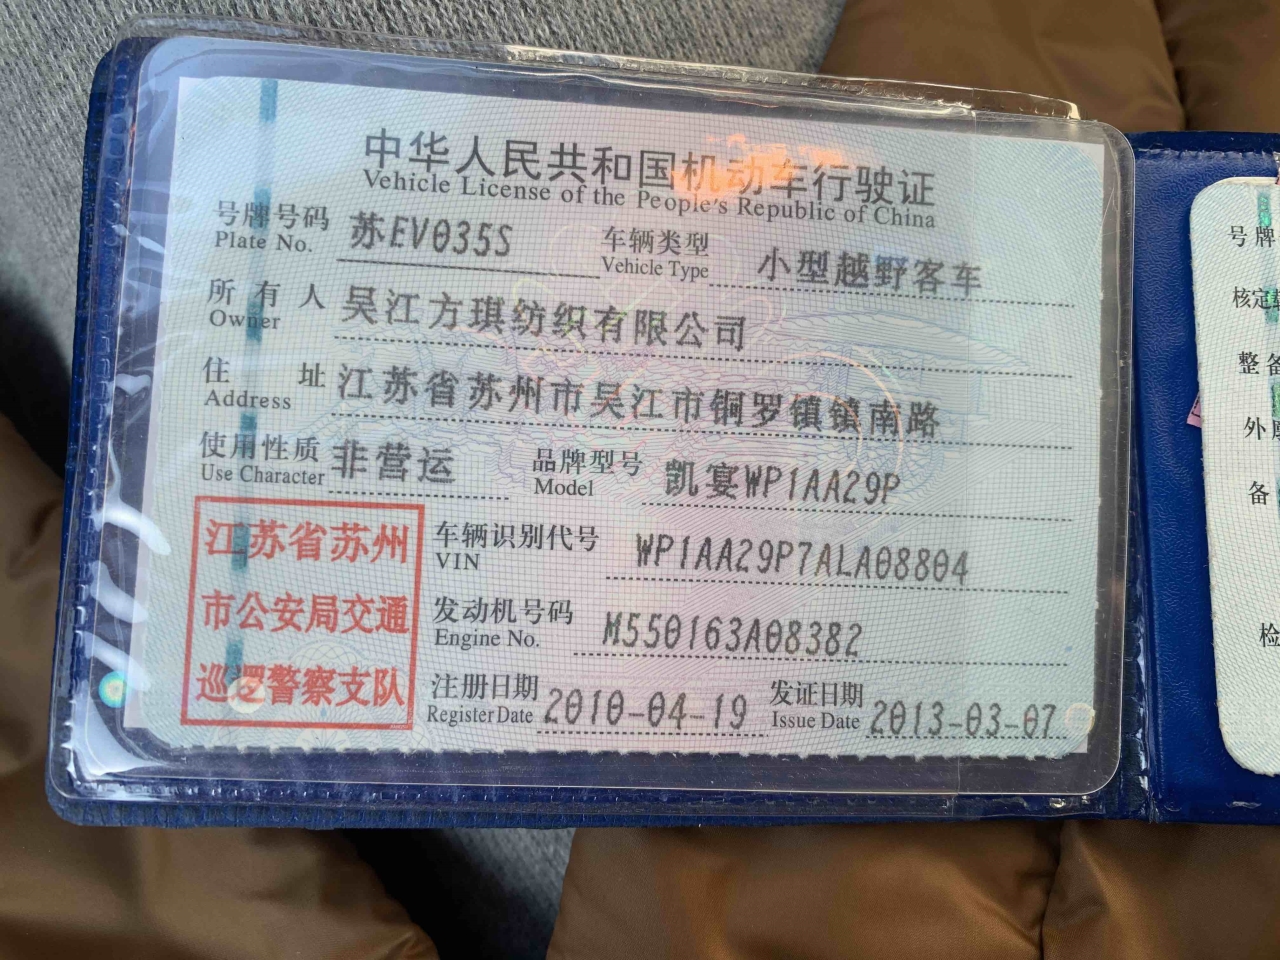 中华人民共和国机动车行驶证
Vehicle License of the People's Republic of China
号牌号码 苏EV035S 车辆类型 小型越野客车
Plate No. Vehicle Type
所有人 吴江方琪纺织有限公司
Owner
住址 江苏省苏州市吴江市铜罗镇镇南路
Address
使用性质 非营运 品牌型号 凯宴WP1AA29P
Use Character Model
江苏省苏州
市公安局交通
巡逻警察支队
车辆识别代号 WP1AA29P7ALA08804
VIN
发动机号码 M550163A08382
Engine No.
注册日期 2010-04-19 发证日期 2013-03-07
Register Date Issue Date
号牌
核定
整备
外
备
检